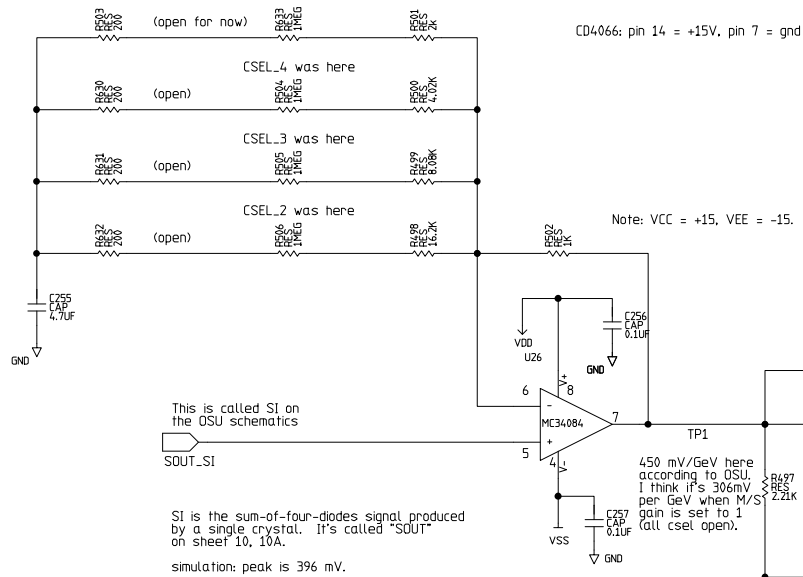 R503 RES 200
(open for now)
R633 RES 1MEG
R501 RES 2K
CD4066: pin 14 = +15V, pin 7 = gnd
CSEL_4 was here
R630 RES 200
(open)
R504 RES 1MEG
R500 RES 4.02K
CSEL_3 was here
R631 RES 200
(open)
R505 RES 1MEG
R499 RES 8.08K
CSEL_2 was here
Note: VCC = +15, VEE = -15.
R632 RES 200
(open)
R506 RES 1MEG
R498 RES 16.2K
R502 RES 1K
C255
CAP
4.7UF
GND
C256
CAP
0.1UF
VDD
U26
GND
V+
6
8
-
MC34084
7
+
5
4
V-
This is called SI on
the OSU schematics
SOUT_SI
TP1
450 mV/GeV here
according to OSU.
I think it's 306mV
per GeV when M/S
gain is set to 1
(all csel open).
R497
RES
2.21K
C257
CAP
0.1UF
VSS
GND
SI is the sum-of-four-diodes signal produced
by a single crystal. It's called "SOUT"
on sheet 10, 10A.
simulation: peak is 396 mV.